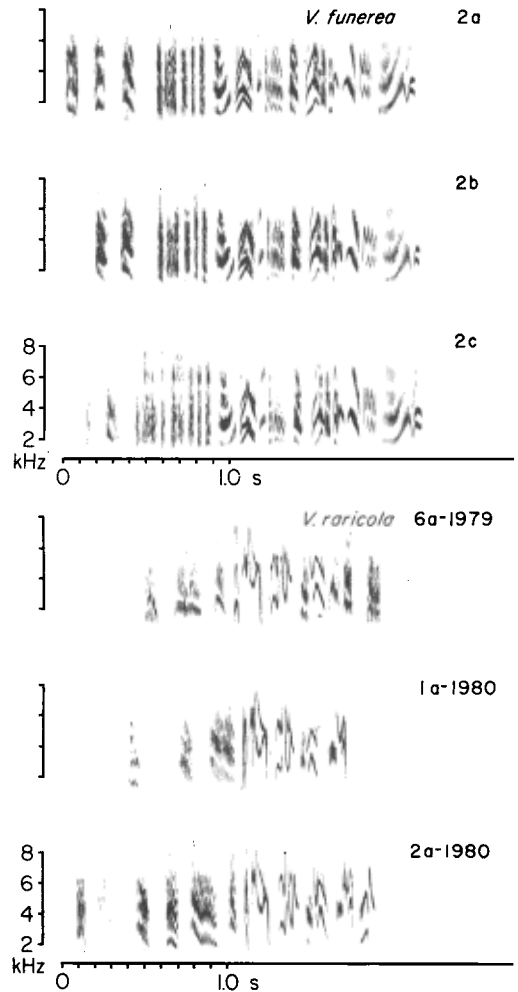 V. funerea 2a
2b
2c
8
6
4
2
kHz
0 1.0 s
V. raricola 6a-1979
1a-1980
2a-1980
8
6
4
2
kHz
0 1.0 s